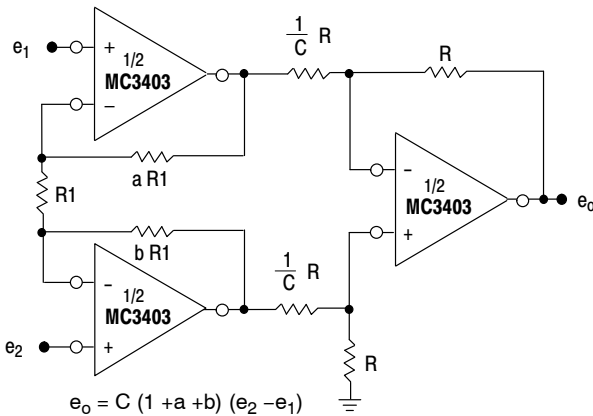 e1
+
1/2
MC3403
−
1/C R
R
a R1
R1
b R1
-
1/2
MC3403
+
eo
-
1/2
MC3403
e2
+
1/C R
R
eo = C (1 +a +b) (e2 −e1)